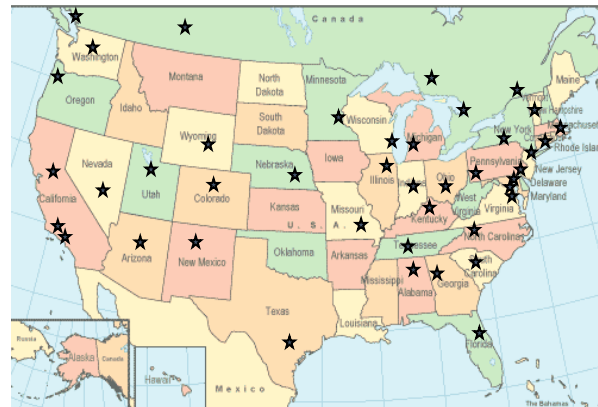 Canada
Washington
Montana
North
Dakota
Minnesota
Maine
Oregon
Idaho
South
Dakota
Wisconsin
Michigan
New York
Rhode Island
Wyoming
Nebraska
Iowa
Pennsylvania
New Jersey
Nevada
Utah
Colorado
Illinois
Ohio
Delaware
Maryland
California
Kansas
Missouri
West
Virginia
Virginia
Kentucky
U. S. A.
Arizona
New Mexico
Oklahoma
Arkansas
Tennessee
North Carolina
South
Carolina
Mississippi
Alabama
Georgia
Texas
Louisiana
Florida
Russia
Alaska
Canada
Hawaii
Mexico
The Bahamas